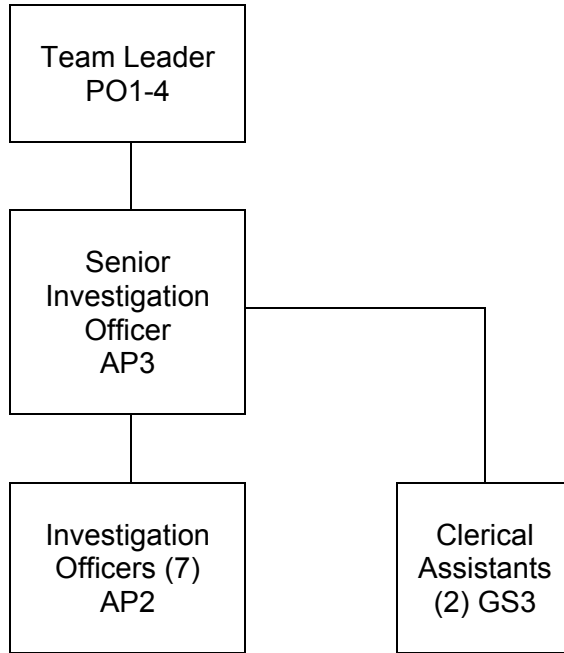 Team Leader
PO1-4
Senior
Investigation
Officer
AP3
Investigation
Officers (7)
AP2
Clerical
Assistants
(2) GS3